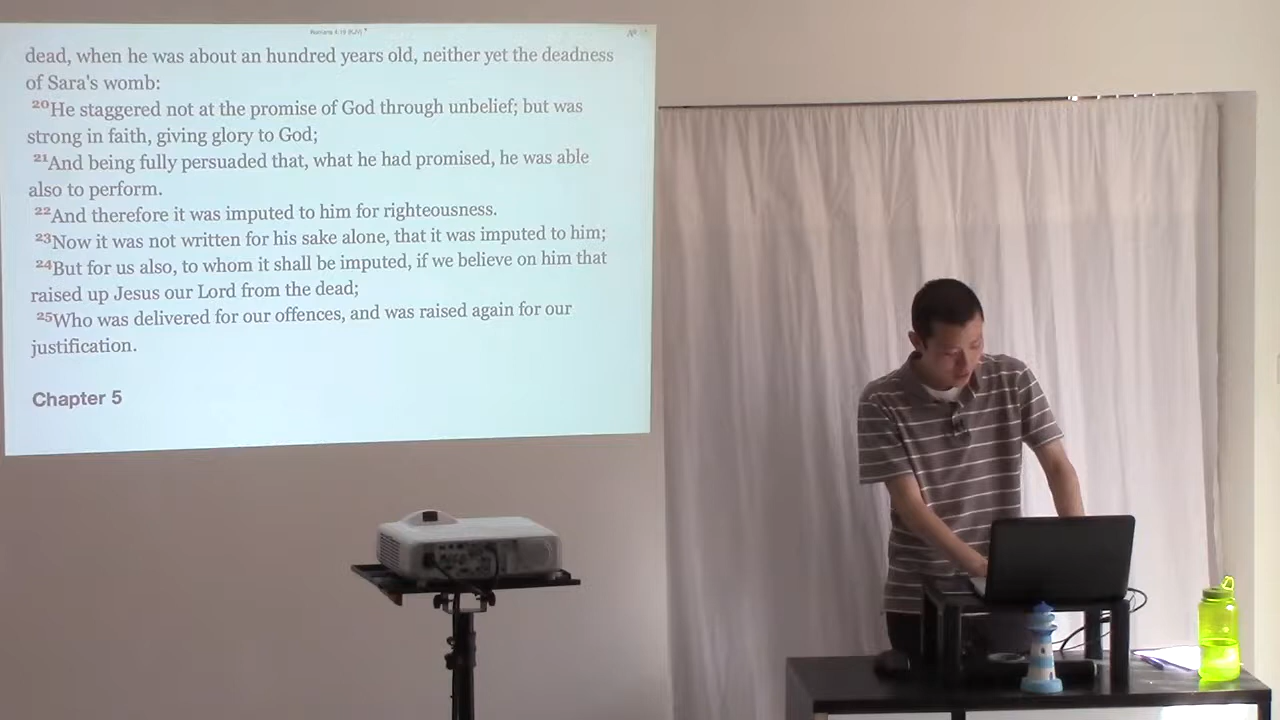 Romans 4:19 (KJV)
dead, when he was about an hundred years old, neither yet the deadness
of Sara's womb:
20He staggered not at the promise of God through unbelief; but was
strong in faith, giving glory to God;
21And being fully persuaded that, what he had promised, he was able
also to perform.
22And therefore it was imputed to him for righteousness.
23Now it was not written for his sake alone, that it was imputed to him;
24But for us also, to whom it shall be imputed, if we believe on him that
raised up Jesus our Lord from the dead;
25Who was delivered for our offences, and was raised again for our
justification.
Chapter 5